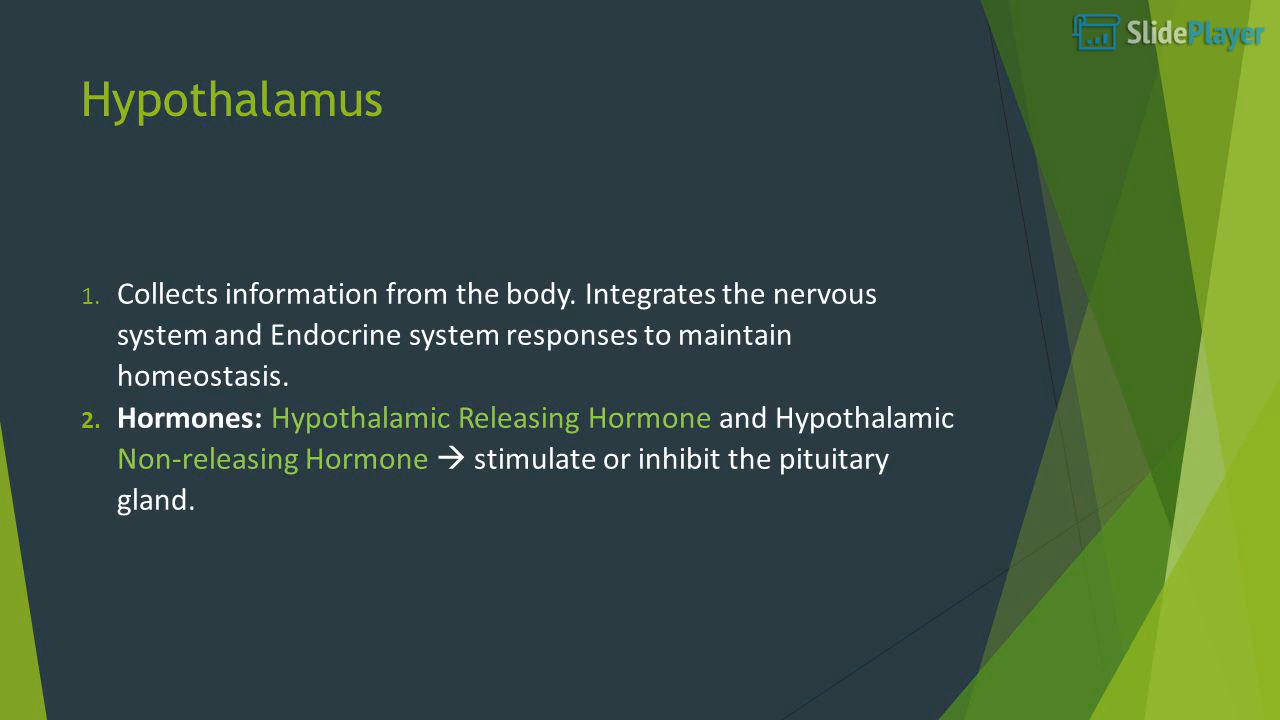 SlidePlayer
Hypothalamus
1. Collects information from the body. Integrates the nervous
system and Endocrine system responses to maintain
homeostasis.
2. Hormones: Hypothalamic Releasing Hormone and Hypothalamic
Non-releasing Hormone → stimulate or inhibit the pituitary
gland.